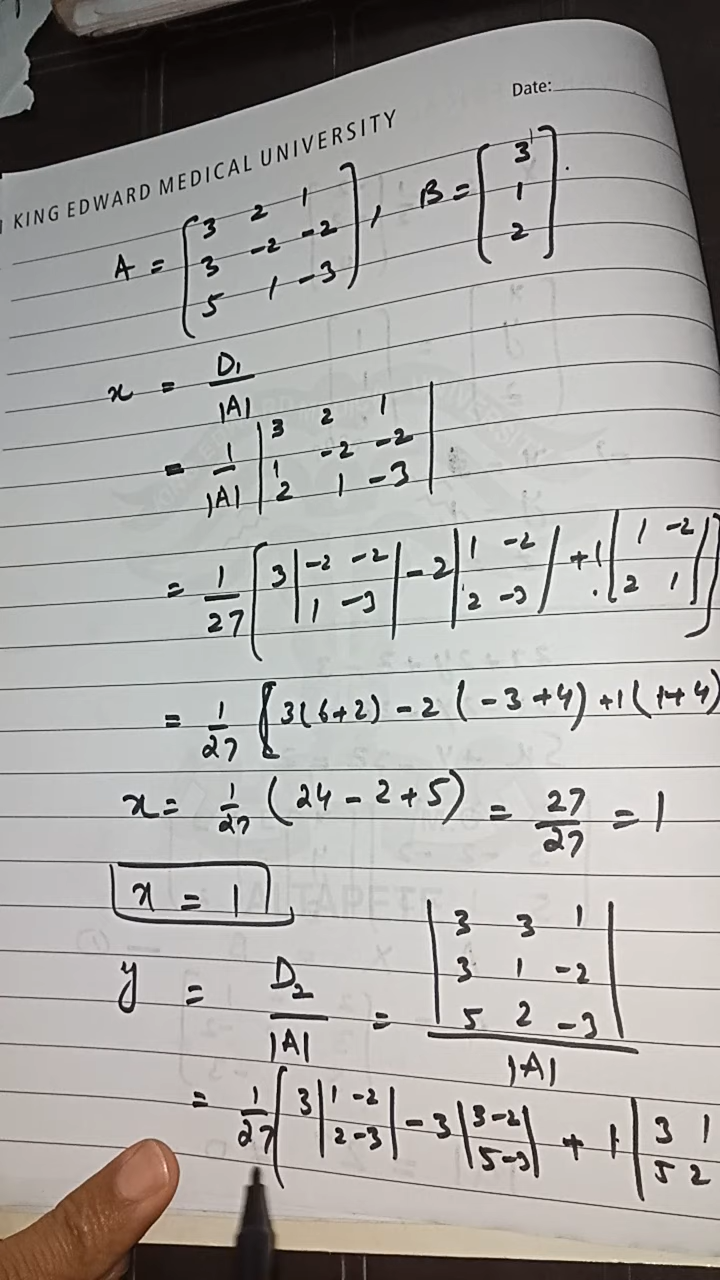 Date:
KING EDWARD MEDICAL UNIVERSITY
A = [3 2 1; 3 -2 -2; 5 1 -3], B = [3; 1; 2].
x = D₁/|A|
= 1/|A| |3 2 1; 1 -2 -2; 2 1 -3|
= 1/27 [3|-2 -2; 1 -3| - 2|1 -2; 2 -3| + 1|1 -2; 2 1|]
= 1/27 [3(6+2) - 2(-3+4) + 1(1+4)
x = 1/27 (24 - 2 + 5) = 27/27 = 1
x = 1
y = D₂/|A| = |3 3 1; 3 1 -2; 5 2 -3|/|A|
= 1/27 [3|1 -2; 2 -3| - 3|3 -2; 5 -3| + 1|3 1; 5 2